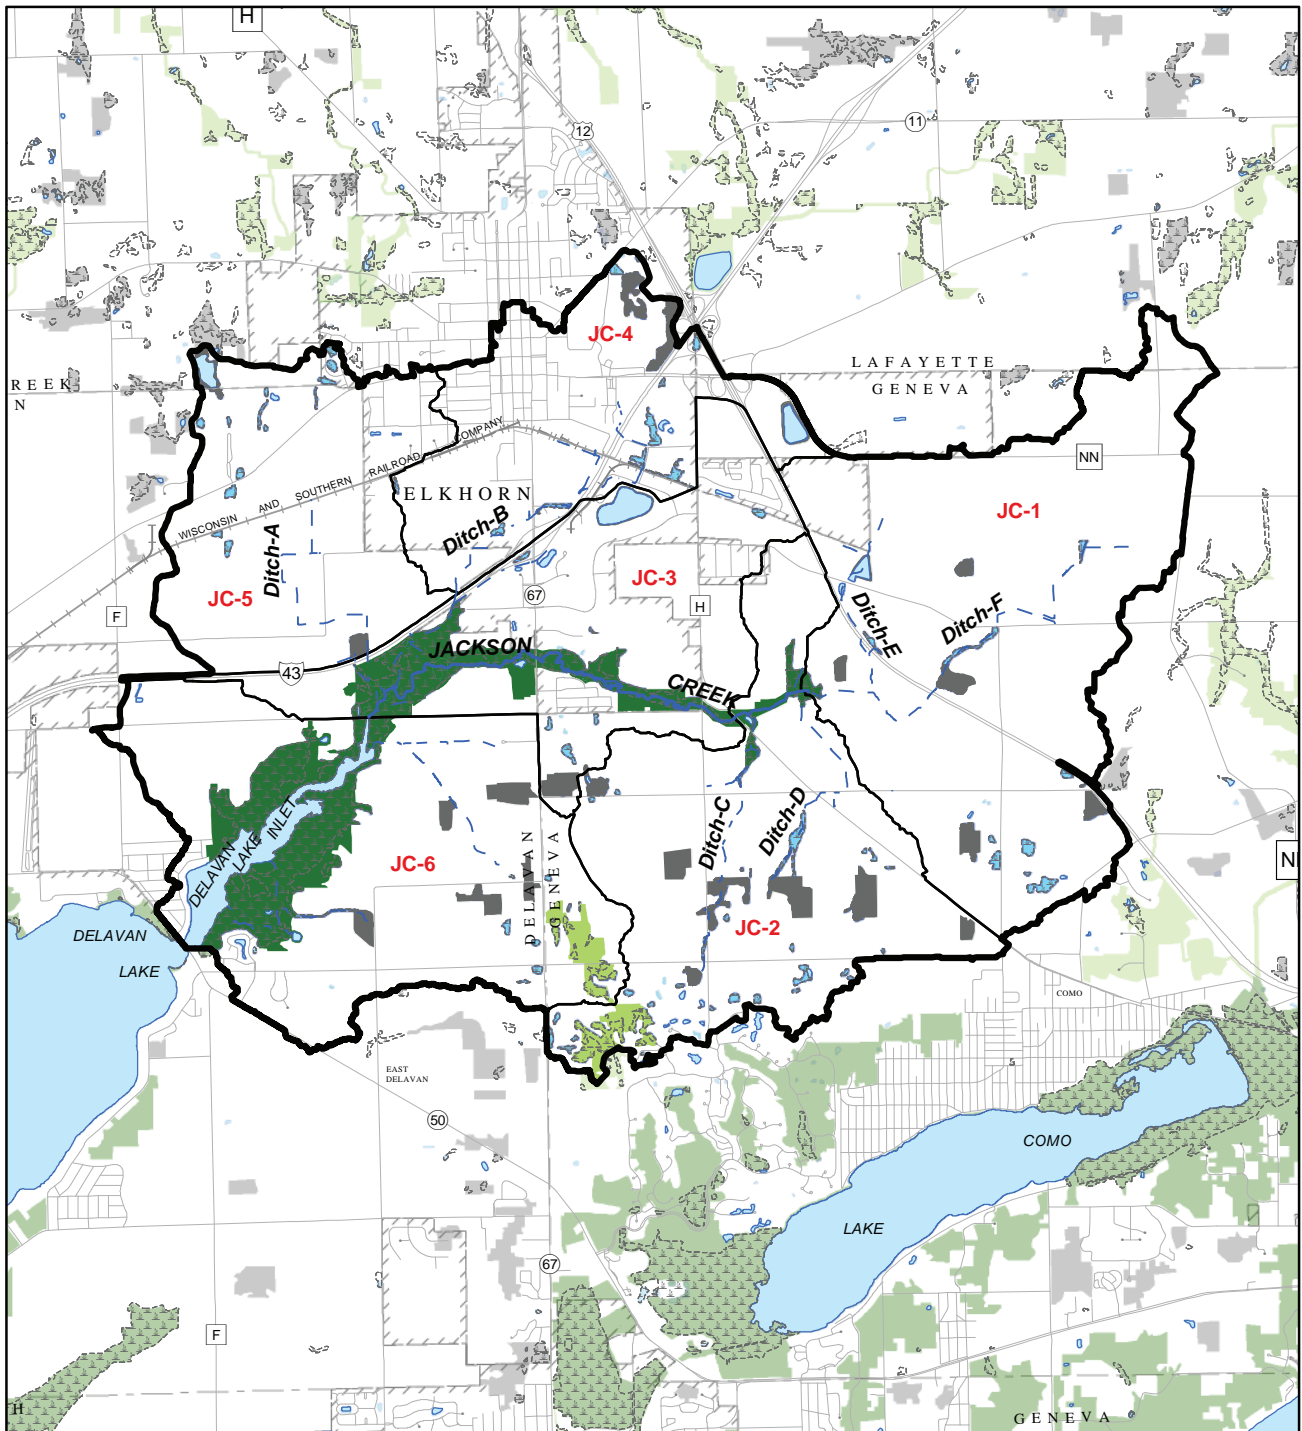 H
12
11
JC-4
LAFAYETTE
GENEVA
REEK
N
COMPANY
RAILROAD
SOUTHERN
AND
WISCONSIN
ELKHORN
NN
JC-1
Ditch-B
Ditch-A
JC-3
JC-5
67
H
F
Ditch-F
Ditch-E
JACKSON
43
CREEK
Ditch-C
Ditch-D
DELAVAN
LAKE INLET
JC-6
DELAVAN
GENEVA
N
JC-2
DELAVAN
LAKE
COMO
EAST
DELAVAN
50
COMO
LAKE
67
F
H
GENEVA